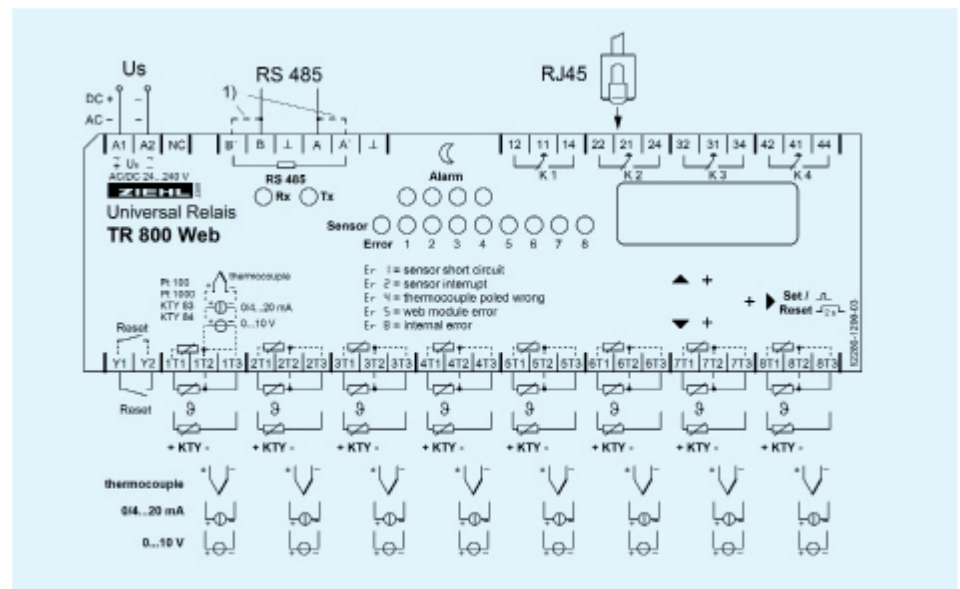 Us RS 485 RJ45
1)
DC + –
AC ~ ~
A1 A2 NC B' B ⊥ A A' ⊥ 12 11 14 22 21 24 32 31 34 42 41 44
Us K 1 K 2 K 3 K 4
AC/DC 24...240 V RS 485 Alarm
ZIEHL Rx Tx
Universal Relais
TR 800 Web
Sensor
Error 1 2 3 4 5 6 7 8
Er 1 = sensor short circuit
Er 2 = sensor interrupt
Er 4 = thermocouple poled wrong
Er 5 = web module error
Er 8 = internal error
thermocouple
Pt 100
Pt 1000
KTY 83
KTY 84
0/4...20 mA
0...10 V
+
+ Set /
Reset 2s
+
Reset
Y1 Y2 1T1 1T2 1T3 2T1 2T2 2T3 3T1 3T2 3T3 4T1 4T2 4T3 5T1 5T2 5T3 6T1 6T2 6T3 7T1 7T2 7T3 8T1 8T2 8T3
Reset ϑ ϑ ϑ ϑ ϑ ϑ ϑ ϑ
+ KTY - + KTY - + KTY - + KTY - + KTY - + KTY - + KTY - + KTY -
thermocouple + – + – + – + – + – + – + – + –
0/4...20 mA + – + – + – + – + – + – + – + –
0...10 V + – + – + – + – + – + – + – + –